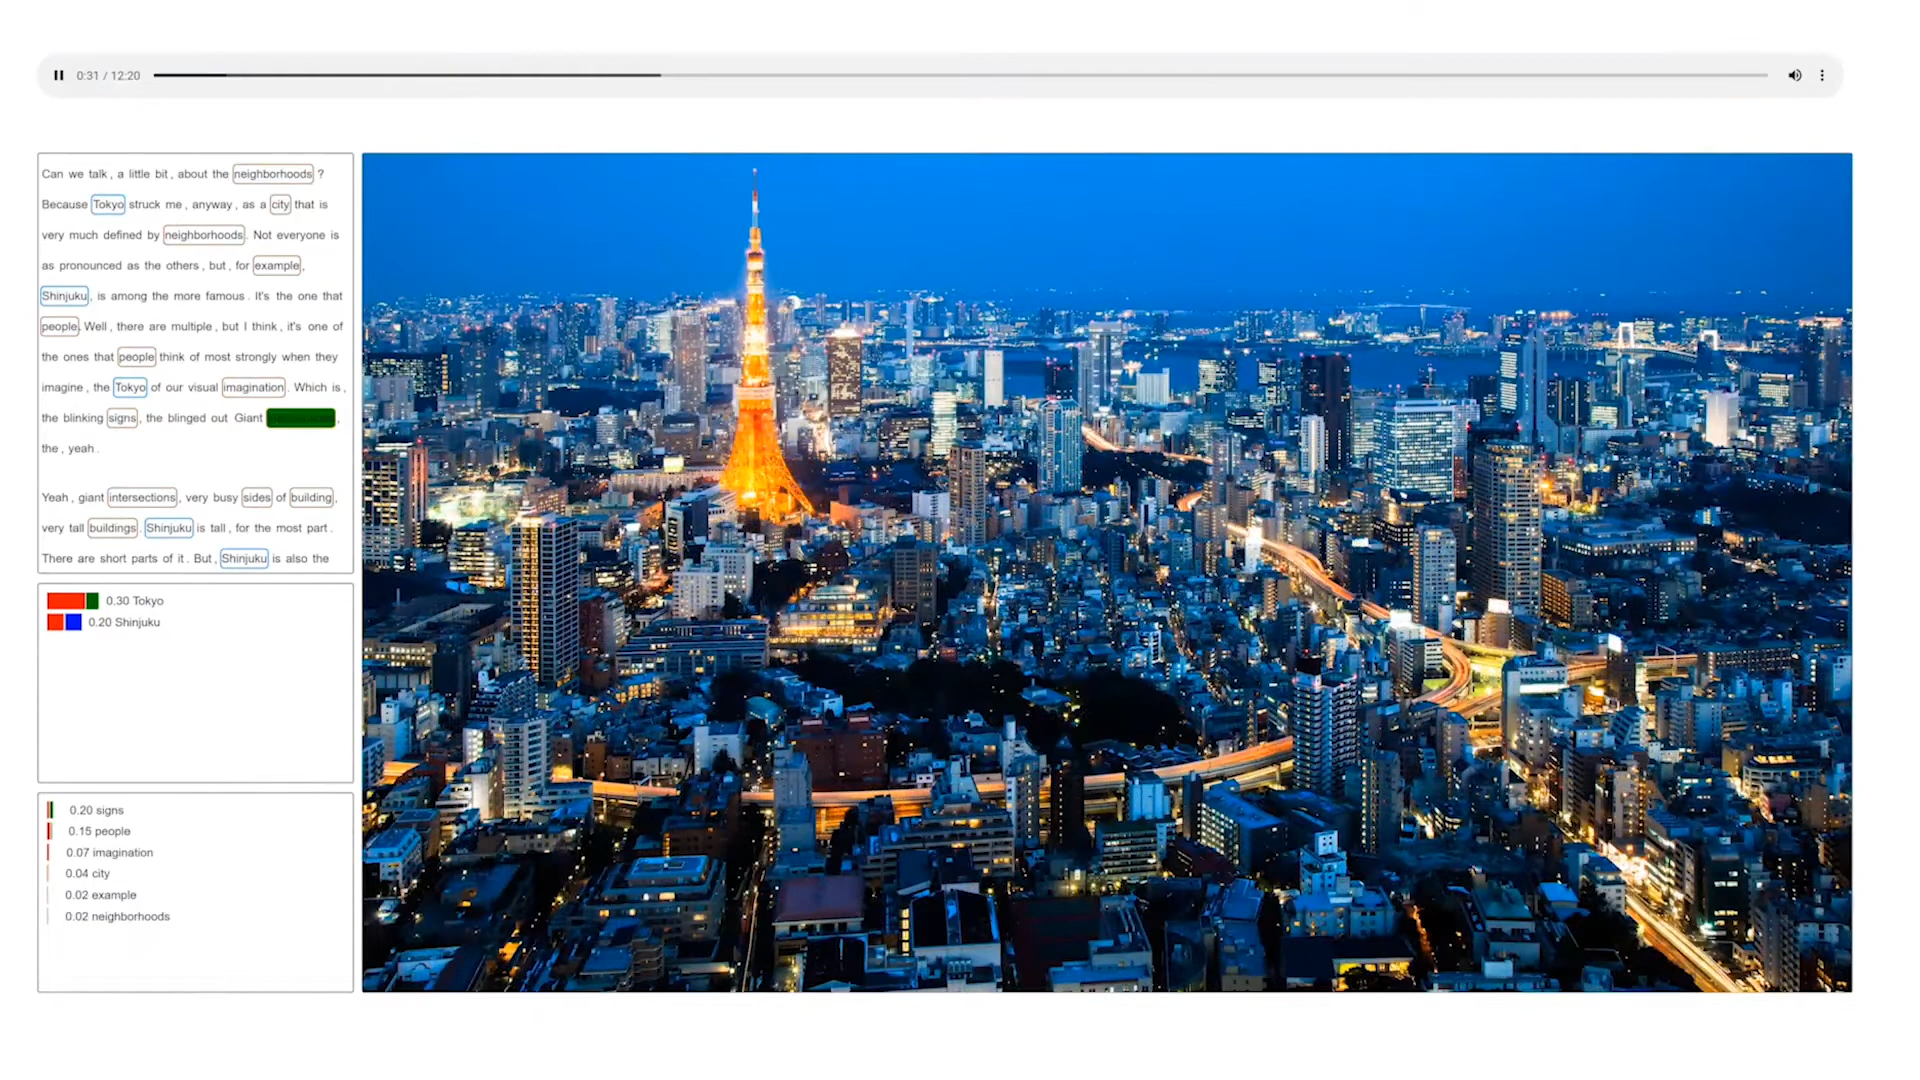 0:31 / 12:20
Can we talk, a little bit, about the neighborhoods ?
Because Tokyo struck me, anyway, as a city that is
very much defined by neighborhoods. Not everyone is
as pronounced as the others, but, for example,
Shinjuku, is among the more famous. It's the one that
people. Well, there are multiple, but I think, it's one of
the ones that people think of most strongly when they
imagine, the Tokyo of our visual imagination. Which is,
the blinking signs, the blinged out Giant ,
the, yeah.
Yeah, giant intersections, very busy sides of building,
very tall buildings. Shinjuku is tall, for the most part.
There are short parts of it. But, Shinjuku is also the
0.30 Tokyo
0.20 Shinjuku
0.20 signs
0.15 people
0.07 imagination
0.04 city
0.02 example
0.02 neighborhoods